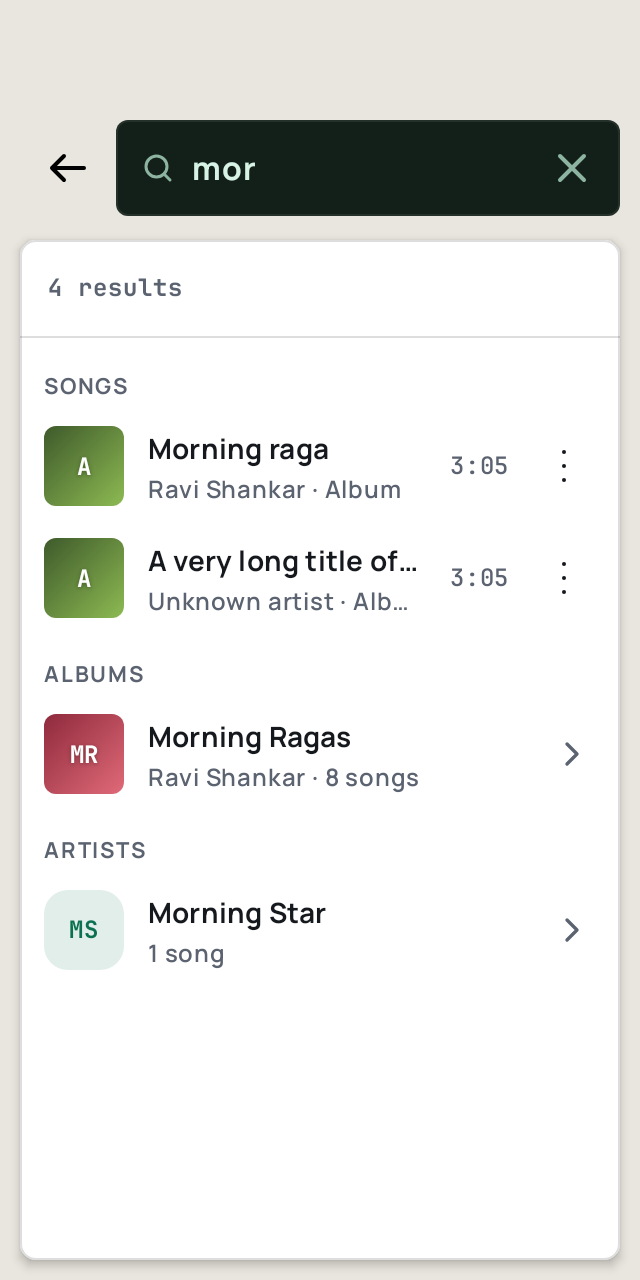 mor
4 results
SONGS
A
Morning raga
Ravi Shankar · Album
3:05
A
A very long title of…
Unknown artist · Alb…
3:05
ALBUMS
MR
Morning Ragas
Ravi Shankar · 8 songs
ARTISTS
MS
Morning Star
1 song